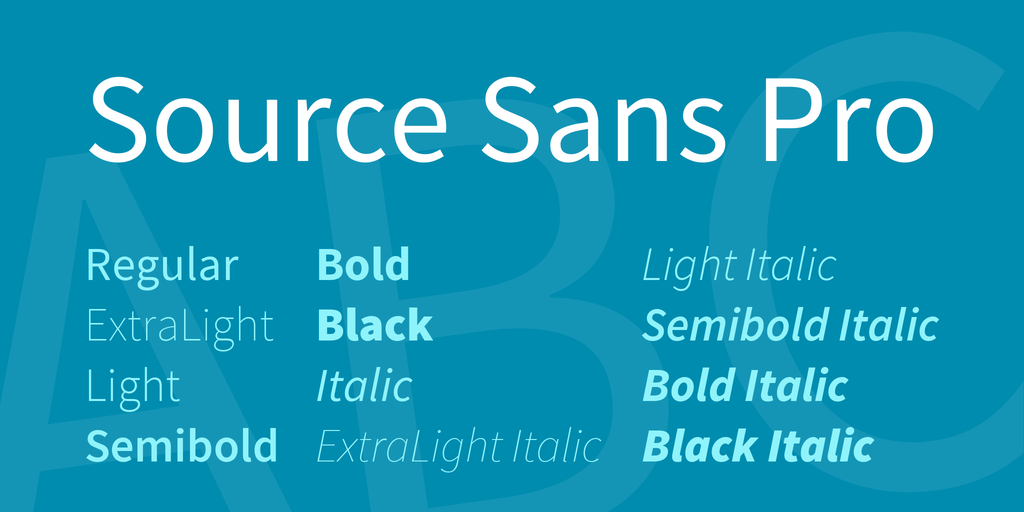 Source Sans Pro
Regular
ExtraLight
Light
Semibold
Bold
Black
Italic
ExtraLight Italic
Light Italic
Semibold Italic
Bold Italic
Black Italic
ABC